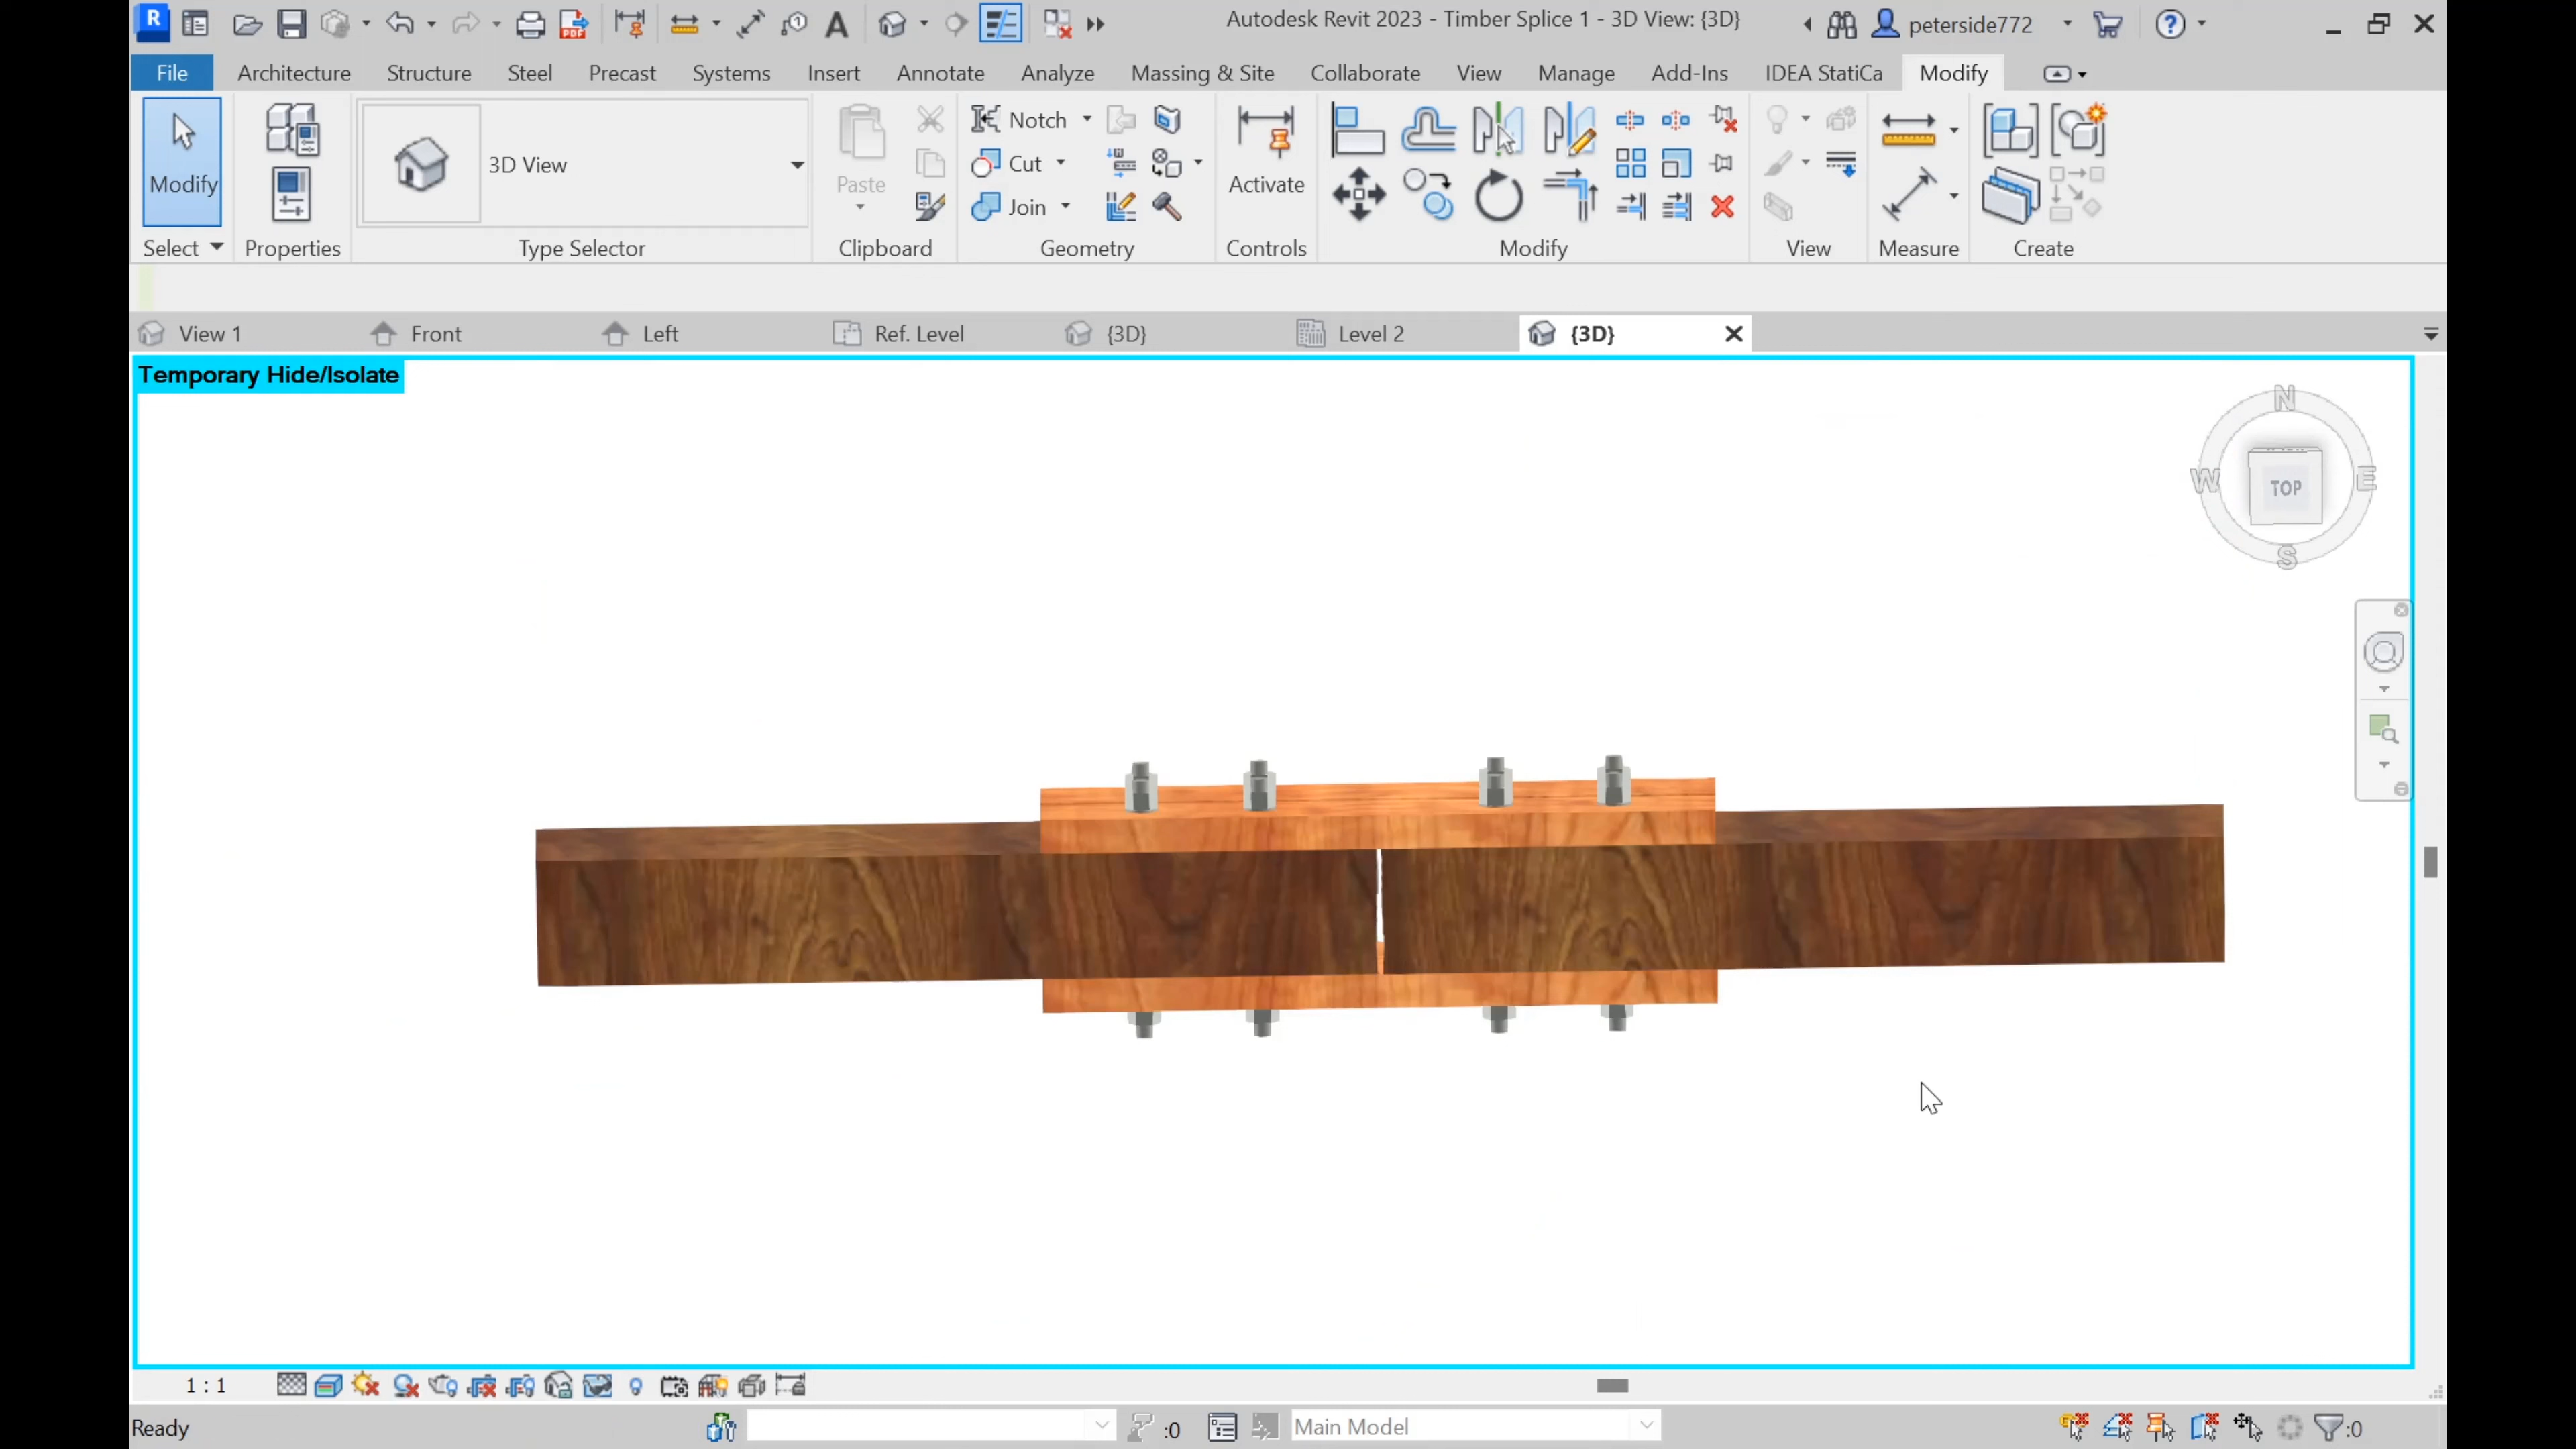 R
Autodesk Revit 2023 - Timber Splice 1 - 3D View: {3D}
peterside772
File Architecture Structure Steel Precast Systems Insert Annotate Analyze Massing & Site Collaborate View Manage Add-Ins IDEA StatiCa Modify
Modify
3D View
Paste
Notch
Cut
Join
Activate
Select Properties Type Selector Clipboard Geometry Controls Modify View Measure Create
View 1 Front Left Ref. Level {3D} Level 2 {3D}
Temporary Hide/Isolate
N
W
TOP
E
S
1 : 1
Ready
:0
Main Model
:0